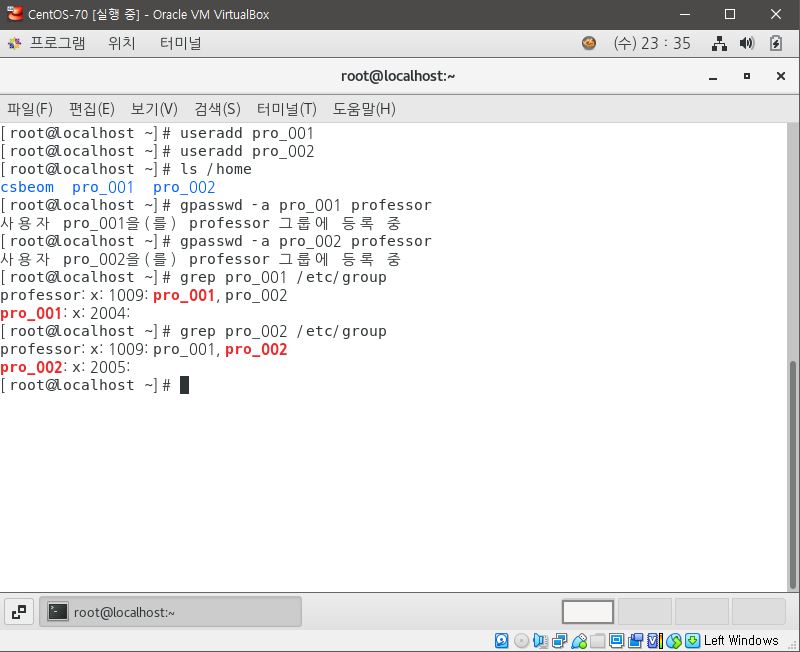 CentOS-70 [실행 중] - Oracle VM VirtualBox
프로그램 위치 터미널 (수) 23 : 35
root@localhost:~
파일(F) 편집(E) 보기(V) 검색(S) 터미널(T) 도움말(H)
[root@localhost ~]# useradd pro_001
[root@localhost ~]# useradd pro_002
[root@localhost ~]# ls /home
csbeom pro_001 pro_002
[root@localhost ~]# gpasswd -a pro_001 professor
사용자 pro_001을(를) professor 그룹에 등록 중
[root@localhost ~]# gpasswd -a pro_002 professor
사용자 pro_002을(를) professor 그룹에 등록 중
[root@localhost ~]# grep pro_001 /etc/group
professor:x:1009:pro_001,pro_002
pro_001:x:2004:
[root@localhost ~]# grep pro_002 /etc/group
professor:x:1009:pro_001,pro_002
pro_002:x:2005:
[root@localhost ~]#
root@localhost:~
Left Windows